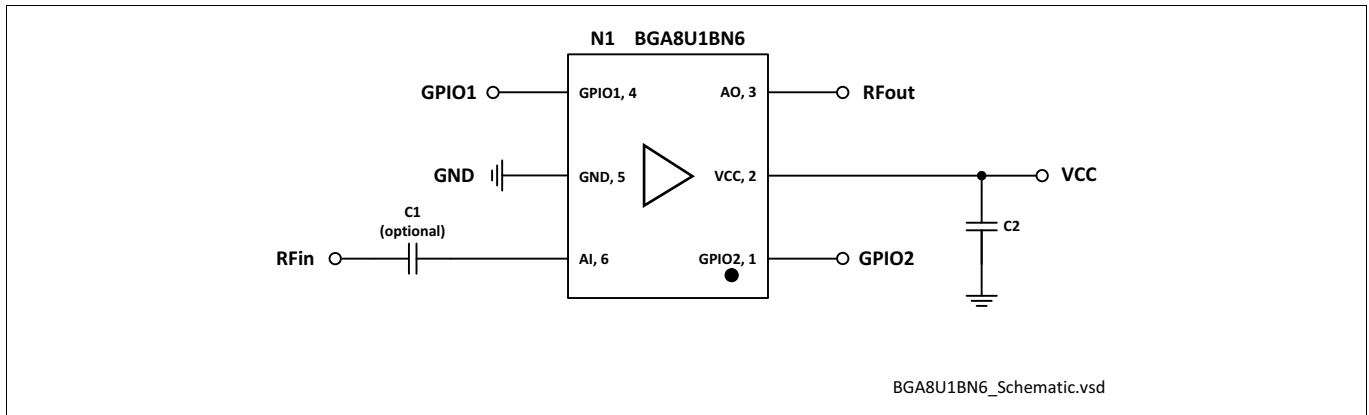 N1 BGA8U1BN6
GPIO1
GPIO1, 4
AO, 3
RFout
GND
GND, 5
VCC, 2
VCC
C1
(optional)
C2
RFin
AI, 6
GPIO2, 1
GPIO2
BGA8U1BN6_Schematic.vsd